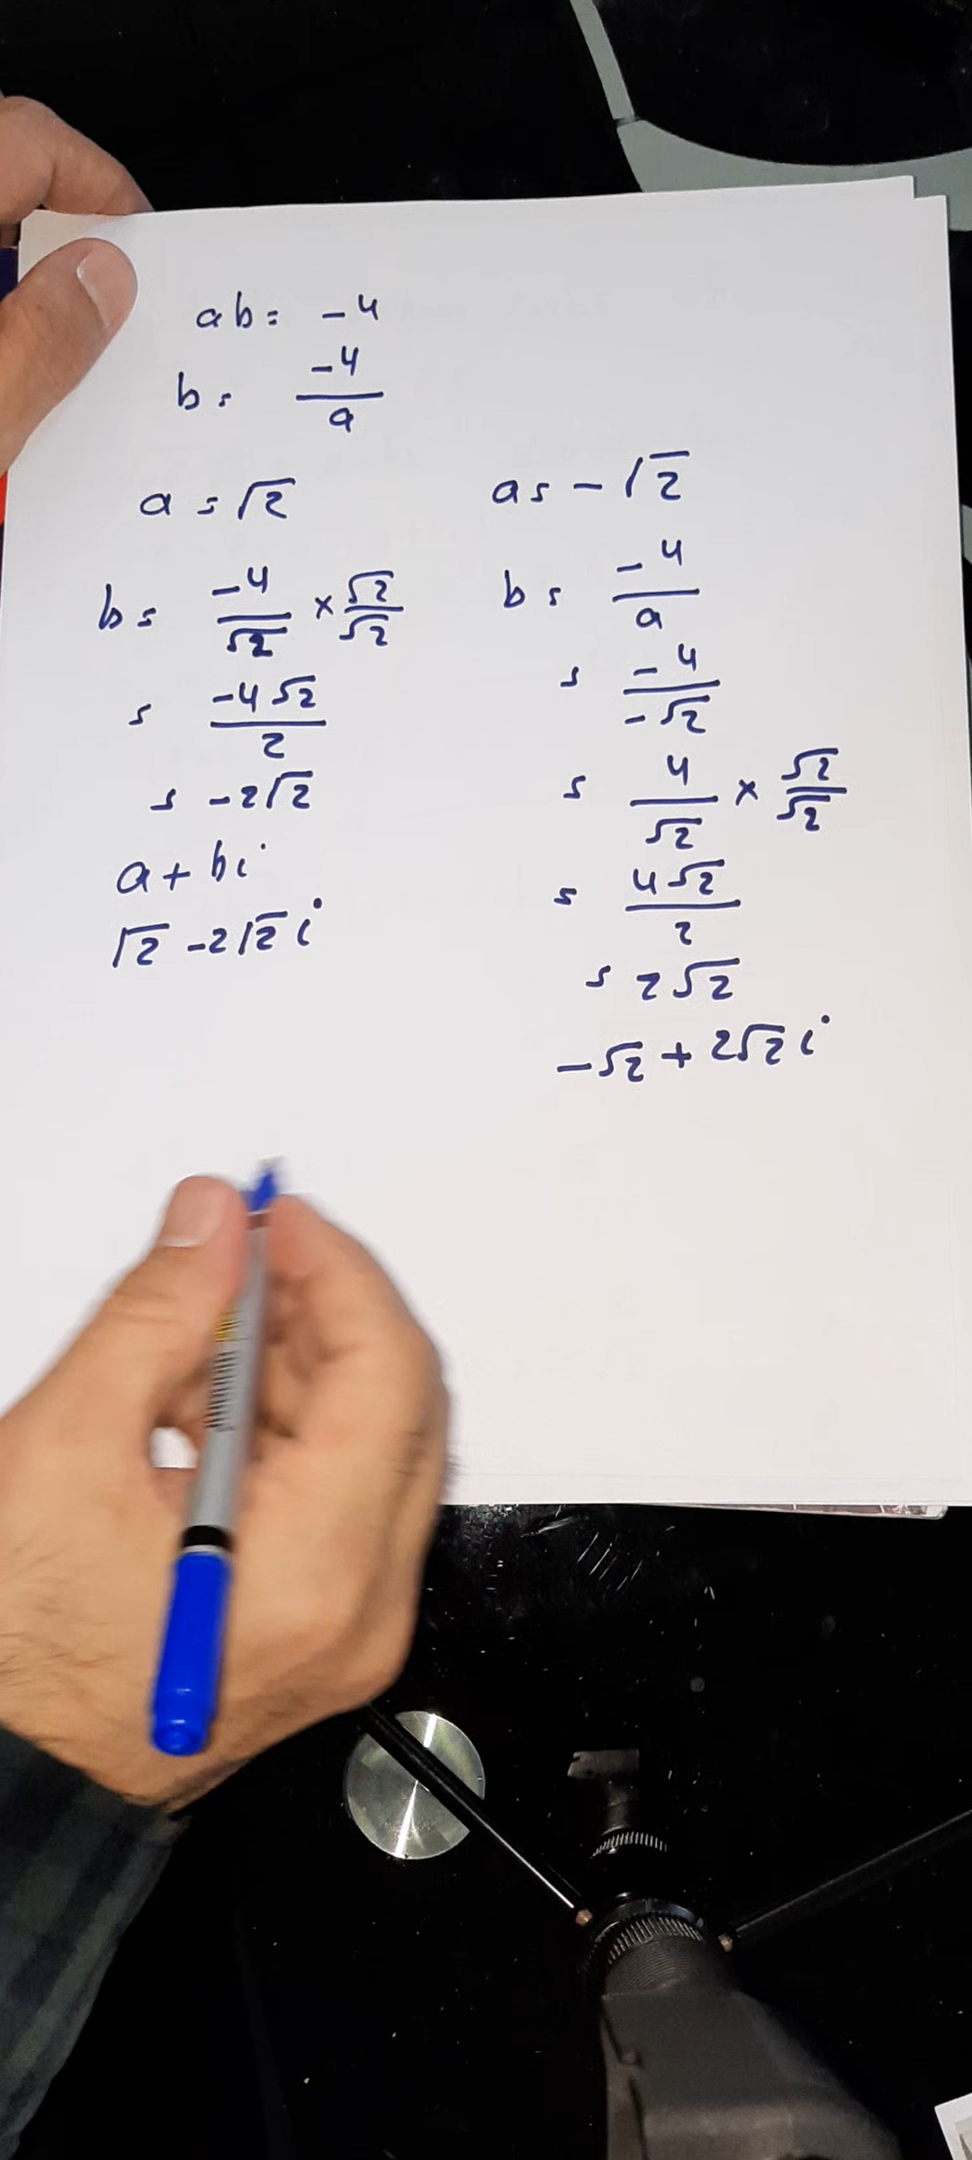 ab = -4
b = -4/a
a = √2
b = -4/√2 × √2/√2
= -4√2/2
= -2√2
a + bi
√2 -2√2 i
a = -√2
b = -4/a
= -4/-√2
= 4/√2 × √2/√2
= 4√2/2
= 2√2
-√2 + 2√2 i